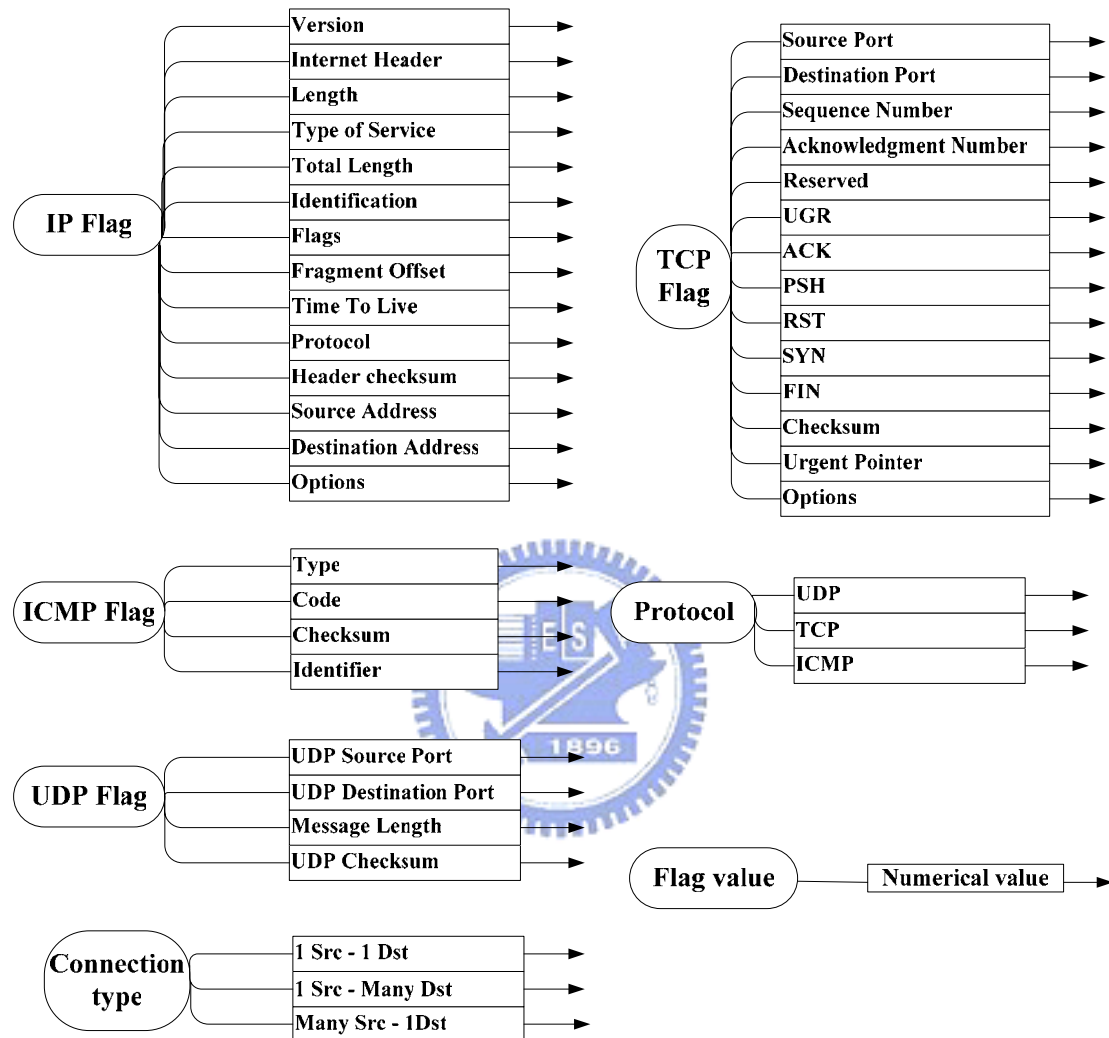 IP Flag
Version
Internet Header
Length
Type of Service
Total Length
Identification
Flags
Fragment Offset
Time To Live
Protocol
Header checksum
Source Address
Destination Address
Options
TCP
Flag
Source Port
Destination Port
Sequence Number
Acknowledgment Number
Reserved
UGR
ACK
PSH
RST
SYN
FIN
Checksum
Urgent Pointer
Options
ICMP Flag
Type
Code
Checksum
Identifier
Protocol
UDP
TCP
ICMP
ES
1896
UDP Flag
UDP Source Port
UDP Destination Port
Message Length
UDP Checksum
Flag value
Numerical value
Connection
type
1 Src - 1 Dst
1 Src - Many Dst
Many Src - 1Dst